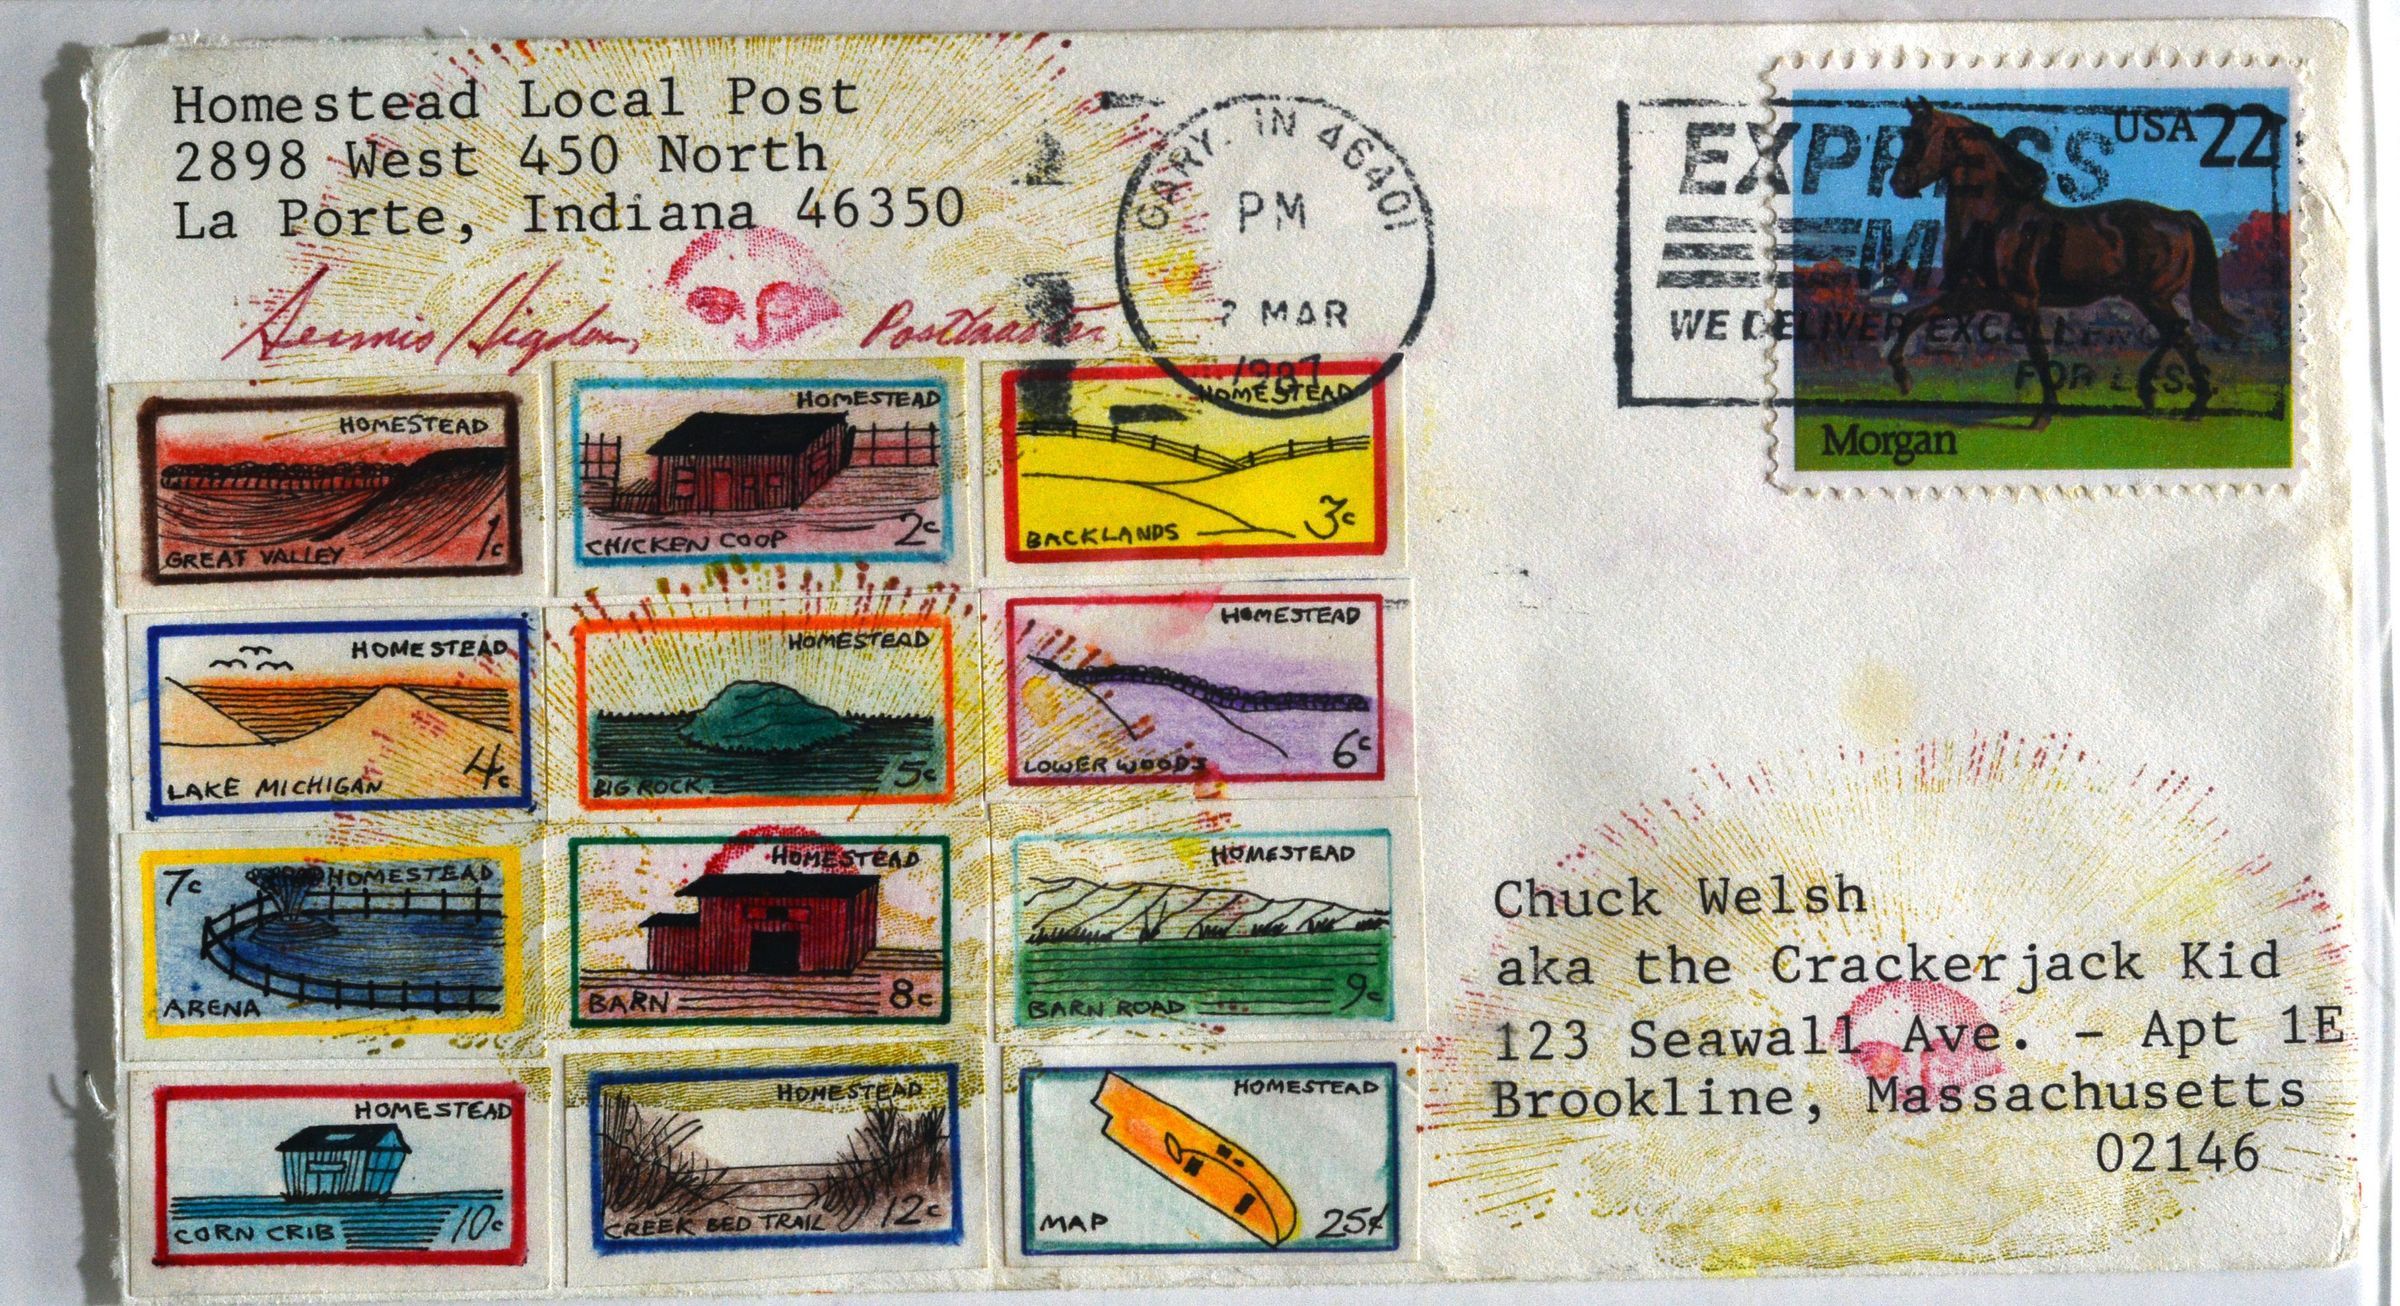 Homestead Local Post
2898 West 450 North
La Porte, Indiana 46350
Dennis Higdon, Postmaster
GARY, IN 46401
PM
MAR
1987
EXPRESS
MAIL
WE DELIVER EXCELLENCE
FOR LESS.
USA 22
Morgan
HOMESTEAD
GREAT VALLEY 1c
HOMESTEAD
CHICKEN COOP 2c
HOMESTEAD
BACKLANDS 3c
HOMESTEAD
LAKE MICHIGAN 4c
HOMESTEAD
BIG ROCK 5c
HOMESTEAD
LOWER WOODS 6c
7c HOMESTEAD
ARENA
HOMESTEAD
BARN 8c
HOMESTEAD
BARN ROAD 9c
HOMESTEAD
CORN CRIB 10c
HOMESTEAD
CREEK BED TRAIL 12c
HOMESTEAD
MAP 25¢
Chuck Welsh
aka the Crackerjack Kid
123 Seawall Ave. - Apt 1E
Brookline, Massachusetts
02146